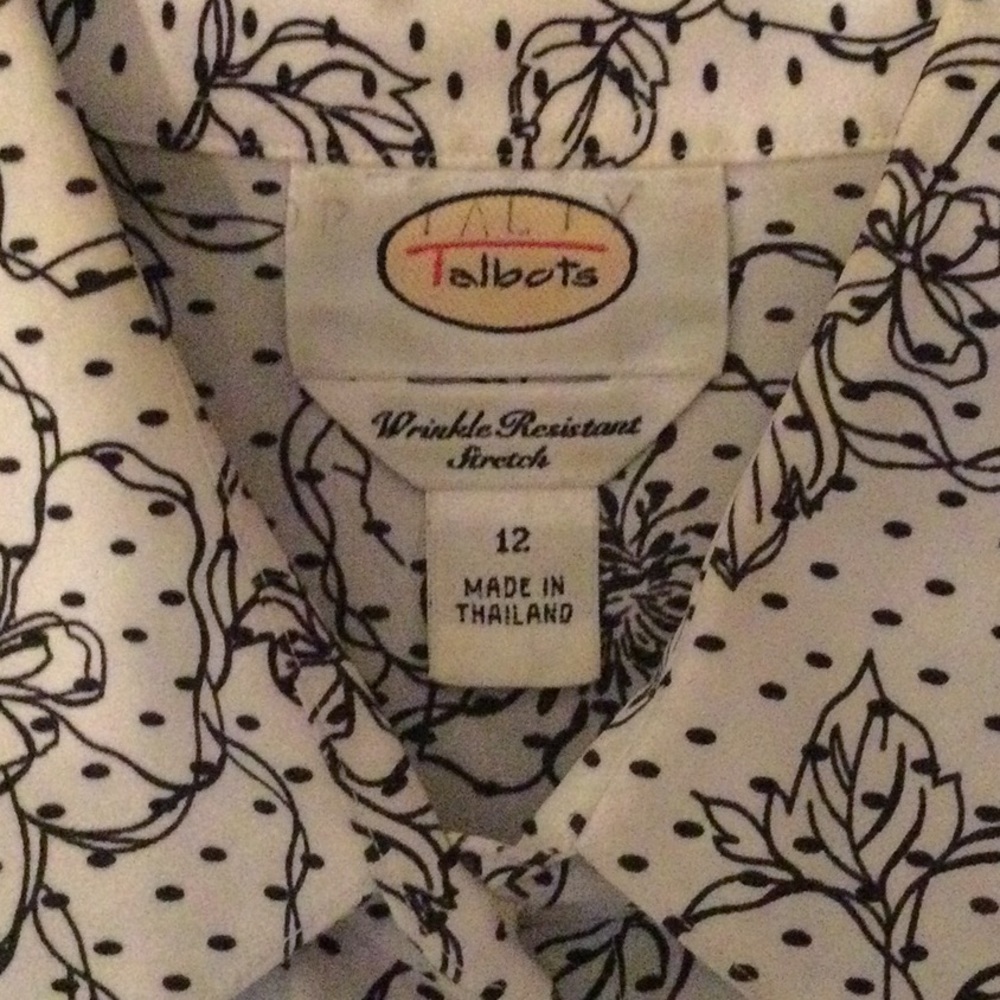 Talbots
Wrinkle Resistant
Stretch
12
MADE IN
THAILAND